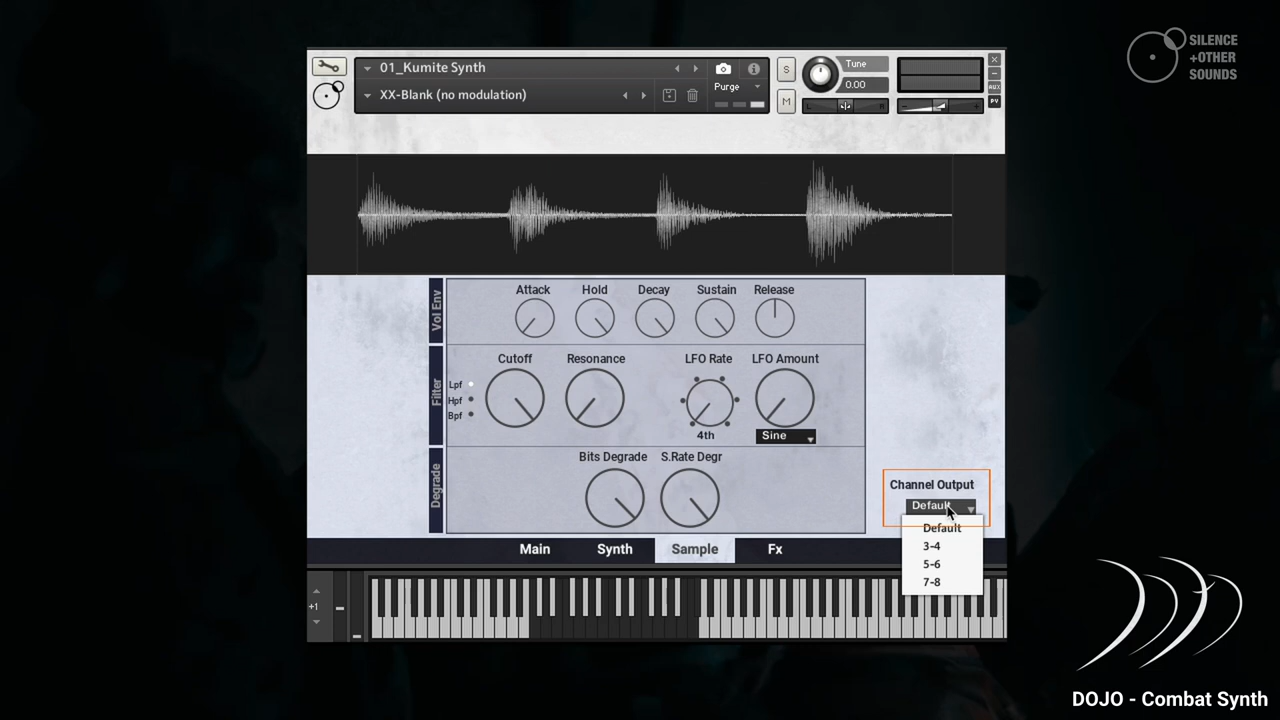 SILENCE
+OTHER
SOUNDS
01_Kumite Synth
XX-Blank (no modulation)
Purge
S
M
Tune
0.00
L
R
AUX
PV
Vol Env
Attack
Hold
Decay
Sustain
Release
Filter
Cutoff
Resonance
LFO Rate
LFO Amount
Lpf
Hpf
Bpf
4th
Sine
Degrade
Bits Degrade
S.Rate Degr
Channel Output
Default
Default
3-4
5-6
7-8
Main
Synth
Sample
Fx
+1
DOJO - Combat Synth